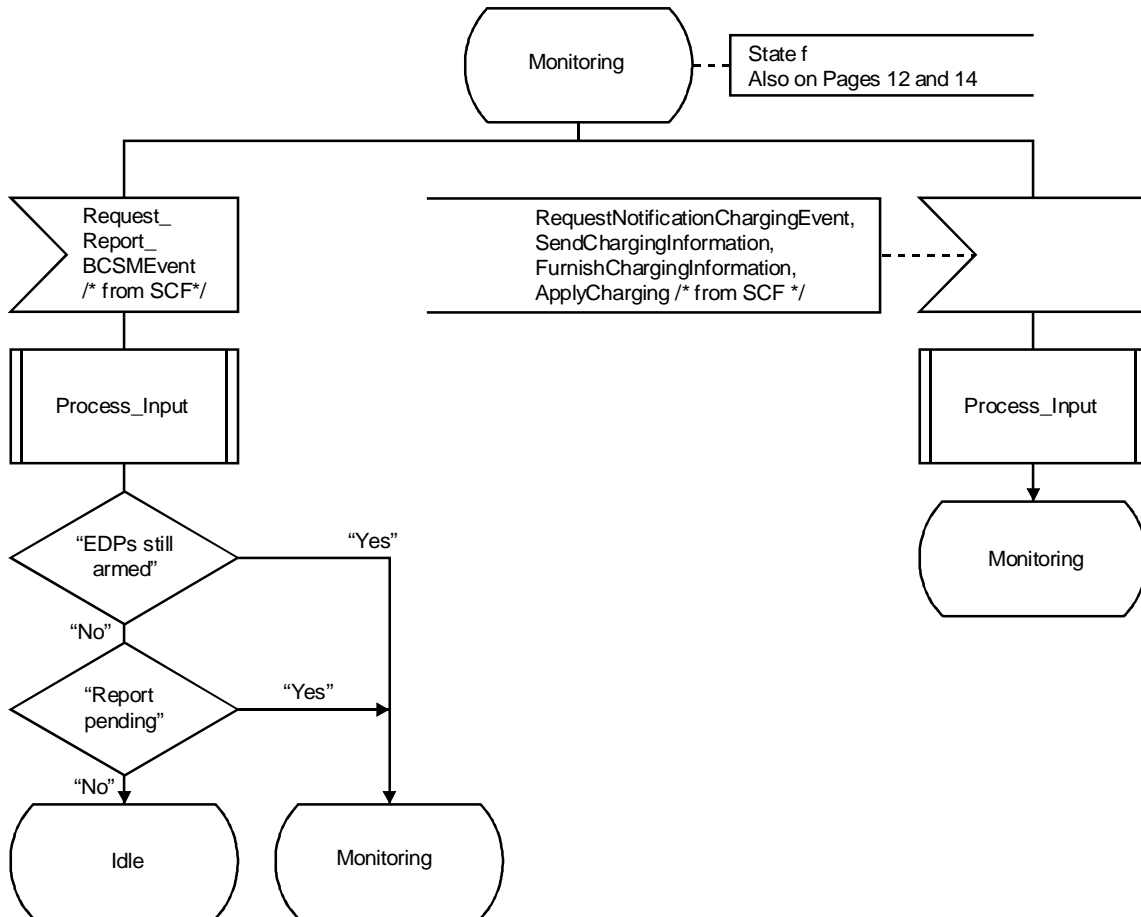 Monitoring
State f
Also on Pages 12 and 14
Request_
Report_
BCSMEvent
/* from SCF*/
RequestNotificationChargingEvent,
SendChargingInformation,
FurnishChargingInformation,
ApplyCharging /* from SCF */
Process_Input
Process_Input
“EDPs still
armed”
“Yes”
Monitoring
“No”
“Report
pending”
“Yes”
“No”
Idle
Monitoring